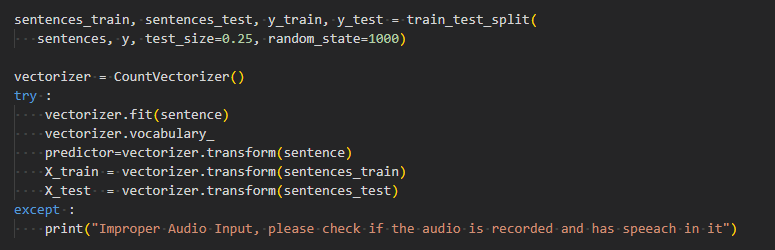 sentences_train, sentences_test, y_train, y_test = train_test_split(
   sentences, y, test_size=0.25, random_state=1000)

vectorizer = CountVectorizer()
try :
    vectorizer.fit(sentence)
    vectorizer.vocabulary_
    predictor=vectorizer.transform(sentence)
    X_train = vectorizer.transform(sentences_train)
    X_test  = vectorizer.transform(sentences_test)
except :
    print("Improper Audio Input, please check if the audio is recorded and has speeach in it")